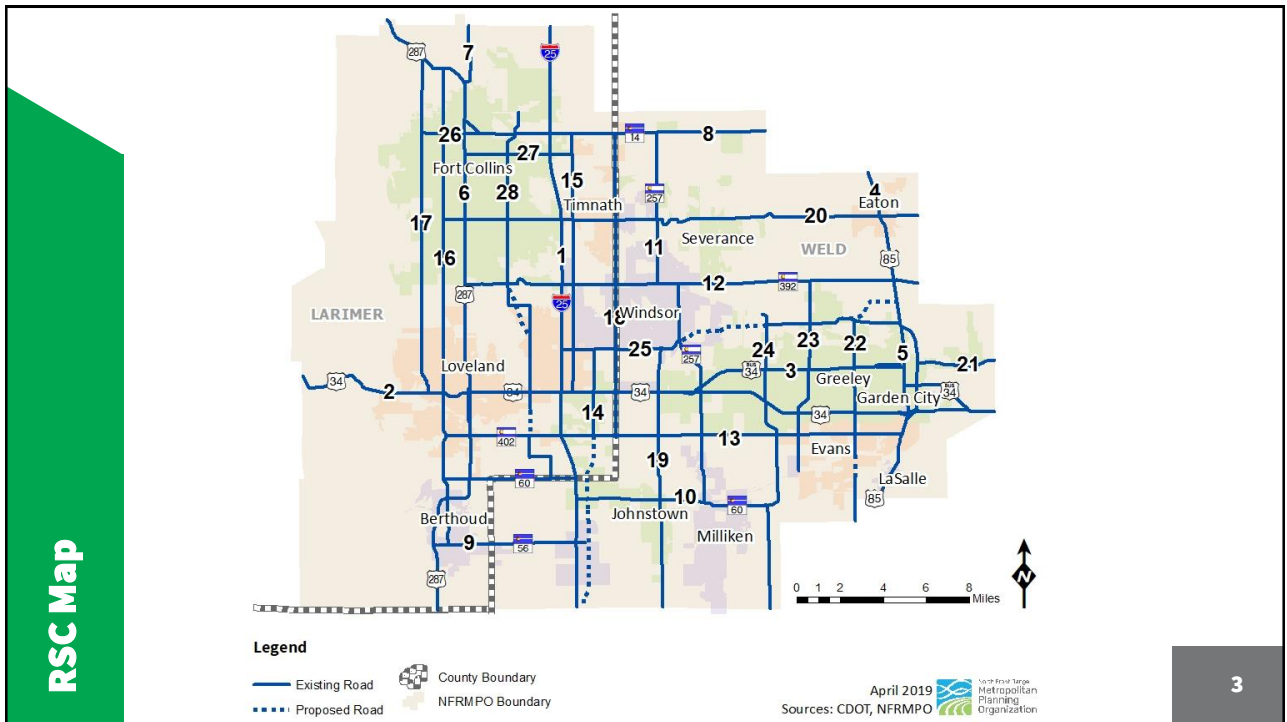 RSC Map
287
7
25
26
14
8
27
Fort Collins
15
6
28
257
4
Eaton
17
Timnath
20
16
1
11
Severance
WELD
85
12
392
287
25
LARIMER
18
Windsor
25
257
24
23
22
5
Loveland
34
3
21
34
Greeley
2
34
34
Garden City
34
14
34
402
13
Evans
19
60
LaSalle
85
10
60
Berthoud
Johnstown
Milliken
9
56
287
N
0 1 2 4 6 8
Miles
Legend
Existing Road
Proposed Road
County Boundary
NFRMPO Boundary
April 2019
Sources: CDOT, NFRMPO
North Front Range
Metropolitan
Planning
Organization
3